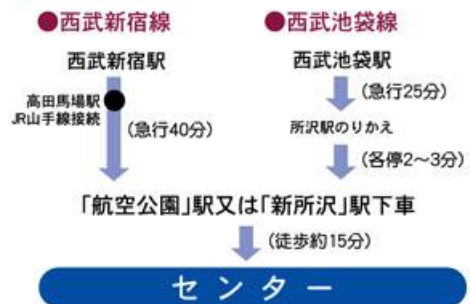 ●西武新宿線
西武新宿駅
高田馬場駅
JR山手線接続
(急行40分)
●西武池袋線
西武池袋駅
(急行25分)
所沢駅のりかえ
(各停2～3分)
「航空公園」駅又は「新所沢」駅下車
(徒歩約15分)
センター